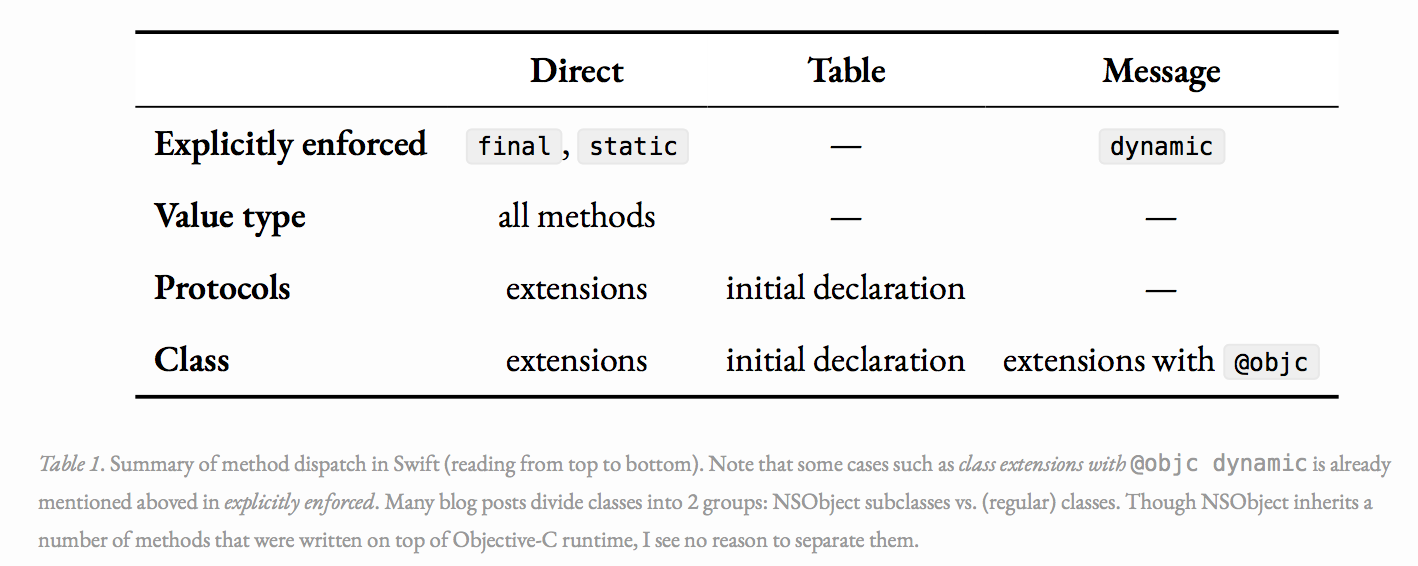 Direct Table Message
Explicitly enforced final, static — dynamic
Value type all methods — —
Protocols extensions initial declaration —
Class extensions initial declaration extensions with @objc
Table 1. Summary of method dispatch in Swift (reading from top to bottom). Note that some cases such as class extensions with @objc dynamic is already
mentioned aboved in explicitly enforced. Many blog posts divide classes into 2 groups: NSObject subclasses vs. (regular) classes. Though NSObject inherits a
number of methods that were written on top of Objective-C runtime, I see no reason to separate them.